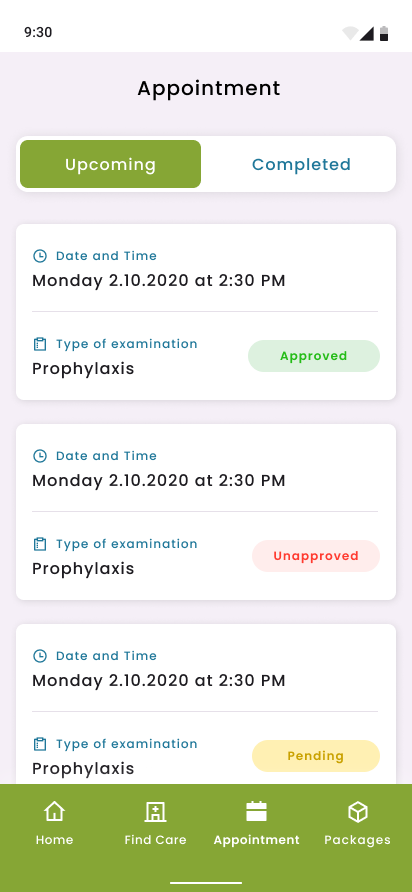 9:30
Appointment
Upcoming Completed
Date and Time
Monday 2.10.2020 at 2:30 PM
Type of examination
Prophylaxis
Approved
Date and Time
Monday 2.10.2020 at 2:30 PM
Type of examination
Prophylaxis
Unapproved
Date and Time
Monday 2.10.2020 at 2:30 PM
Type of examination
Prophylaxis
Pending
Home Find Care Appointment Packages